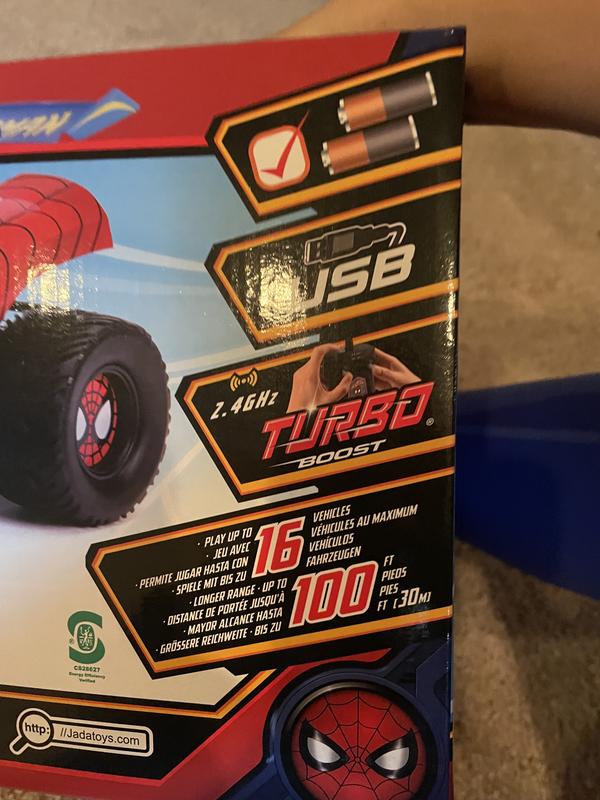 USB
2.4GHz
TURBO®
BOOST
· PLAY UP TO
· JEU AVEC
· PERMITE JUGAR HASTA CON
· SPIELE MIT BIS ZU
16
VEHICLES
VÉHICULES AU MAXIMUM
VEHÍCULOS
FAHRZEUGEN
· LONGER RANGE · UP TO
· DISTANCE DE PORTÉE JUSQU'À
· MAYOR ALCANCE HASTA
· GRÖSSERE REICHWEITE · BIS ZU
100
FT
PIEDS
PIES
FT [30M]
CS28627
Energy Efficiency
Verified
http: //Jadatoys.com